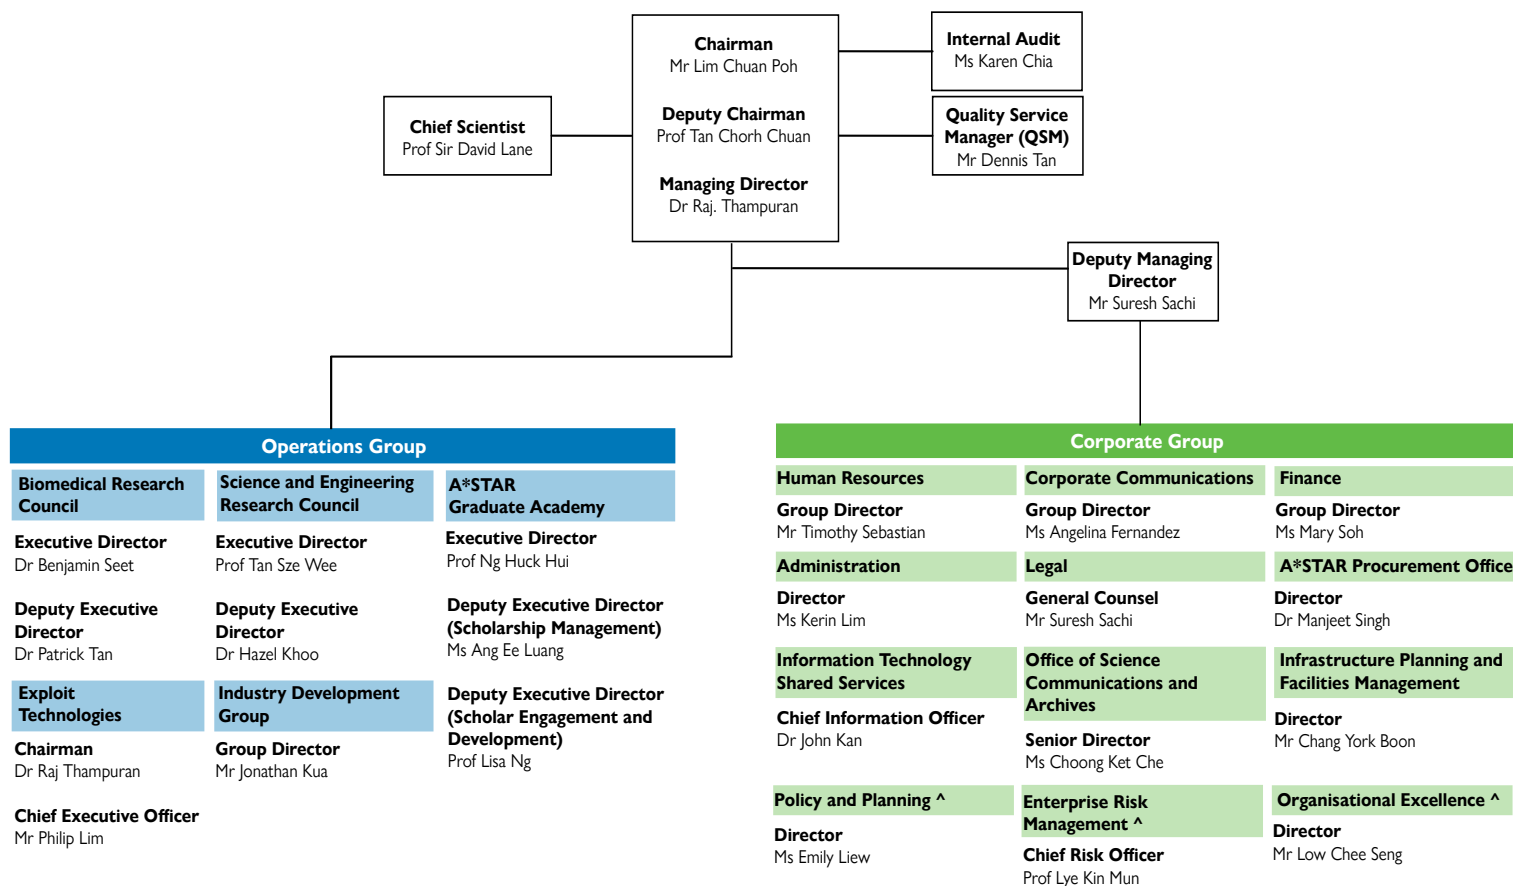 Chairman
Mr Lim Chuan Poh
Deputy Chairman
Prof Tan Chorh Chuan
Managing Director
Dr Raj. Thampuran
Internal Audit
Ms Karen Chia
Chief Scientist
Prof Sir David Lane
Quality Service
Manager (QSM)
Mr Dennis Tan
Deputy Managing
Director
Mr Suresh Sachi
Operations Group
Biomedical Research
Council
Executive Director
Dr Benjamin Seet
Deputy Executive
Director
Dr Patrick Tan
Science and Engineering
Research Council
Executive Director
Prof Tan Sze Wee
Deputy Executive
Director
Dr Hazel Khoo
A*STAR
Graduate Academy
Executive Director
Prof Ng Huck Hui
Deputy Executive Director
(Scholarship Management)
Ms Ang Ee Luang
Deputy Executive Director
(Scholar Engagement and
Development)
Prof Lisa Ng
Exploit
Technologies
Chairman
Dr Raj Thampuran
Chief Executive Officer
Mr Philip Lim
Industry Development
Group
Group Director
Mr Jonathan Kua
Corporate Group
Human Resources
Group Director
Mr Timothy Sebastian
Corporate Communications
Group Director
Ms Angelina Fernandez
Finance
Group Director
Ms Mary Soh
Administration
Director
Ms Kerin Lim
Legal
General Counsel
Mr Suresh Sachi
A*STAR Procurement Office
Director
Dr Manjeet Singh
Information Technology
Shared Services
Chief Information Officer
Dr John Kan
Office of Science
Communications and
Archives
Senior Director
Ms Choong Ket Che
Infrastructure Planning and
Facilities Management
Director
Mr Chang York Boon
Policy and Planning ^
Director
Ms Emily Liew
Enterprise Risk
Management ^
Chief Risk Officer
Prof Lye Kin Mun
Organisational Excellence ^
Director
Mr Low Chee Seng